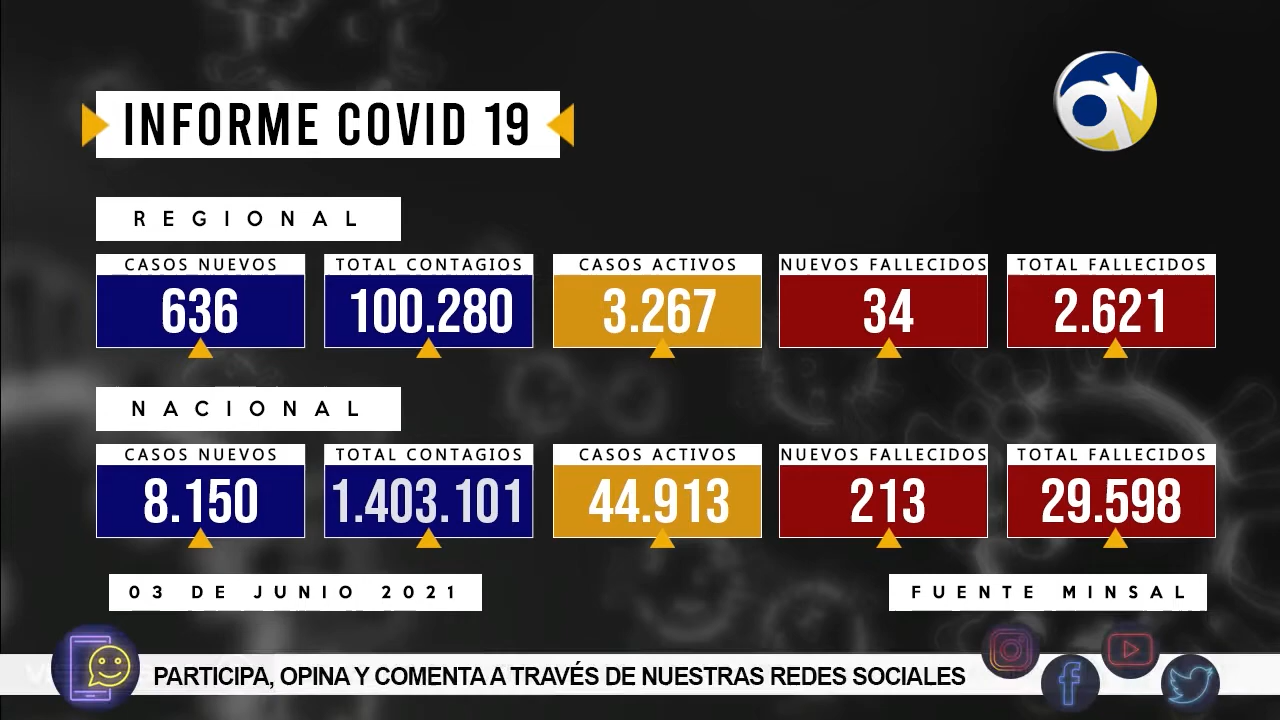 INFORME COVID 19
REGIONAL
CASOS NUEVOS TOTAL CONTAGIOS CASOS ACTIVOS NUEVOS FALLECIDOS TOTAL FALLECIDOS
636 100.280 3.267 34 2.621
NACIONAL
CASOS NUEVOS TOTAL CONTAGIOS CASOS ACTIVOS NUEVOS FALLECIDOS TOTAL FALLECIDOS
8.150 1.403.101 44.913 213 29.598
03 DE JUNIO 2021 FUENTE MINSAL
PARTICIPA, OPINA Y COMENTA A TRAVÉS DE NUESTRAS REDES SOCIALES